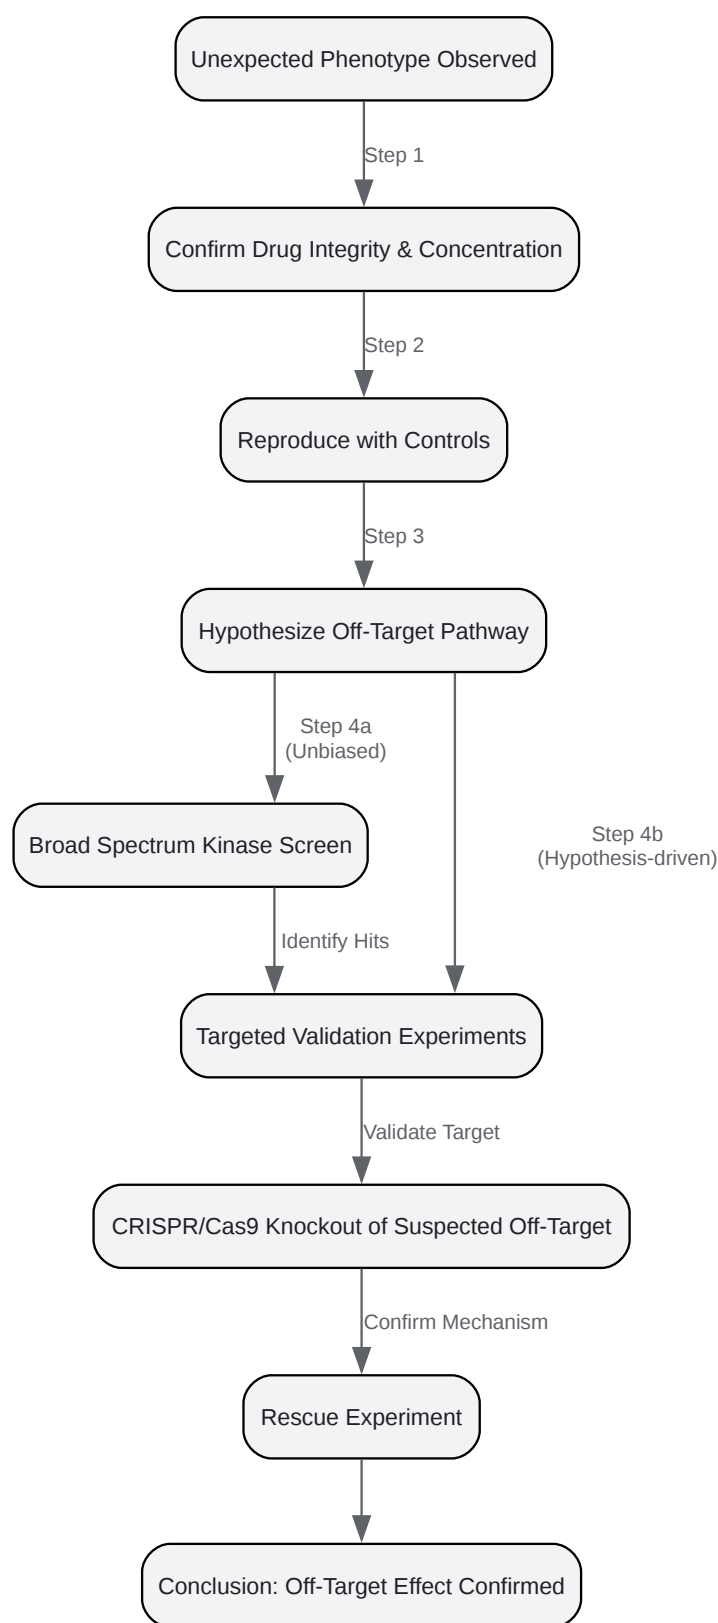 Unexpected Phenotype Observed
Step 1
Confirm Drug Integrity & Concentration
Step 2
Reproduce with Controls
Step 3
Hypothesize Off-Target Pathway
Step 4a
(Unbiased)
Broad Spectrum Kinase Screen
Step 4b
(Hypothesis-driven)
Identify Hits
Targeted Validation Experiments
Validate Target
CRISPR/Cas9 Knockout of Suspected Off-Target
Confirm Mechanism
Rescue Experiment
Conclusion: Off-Target Effect Confirmed